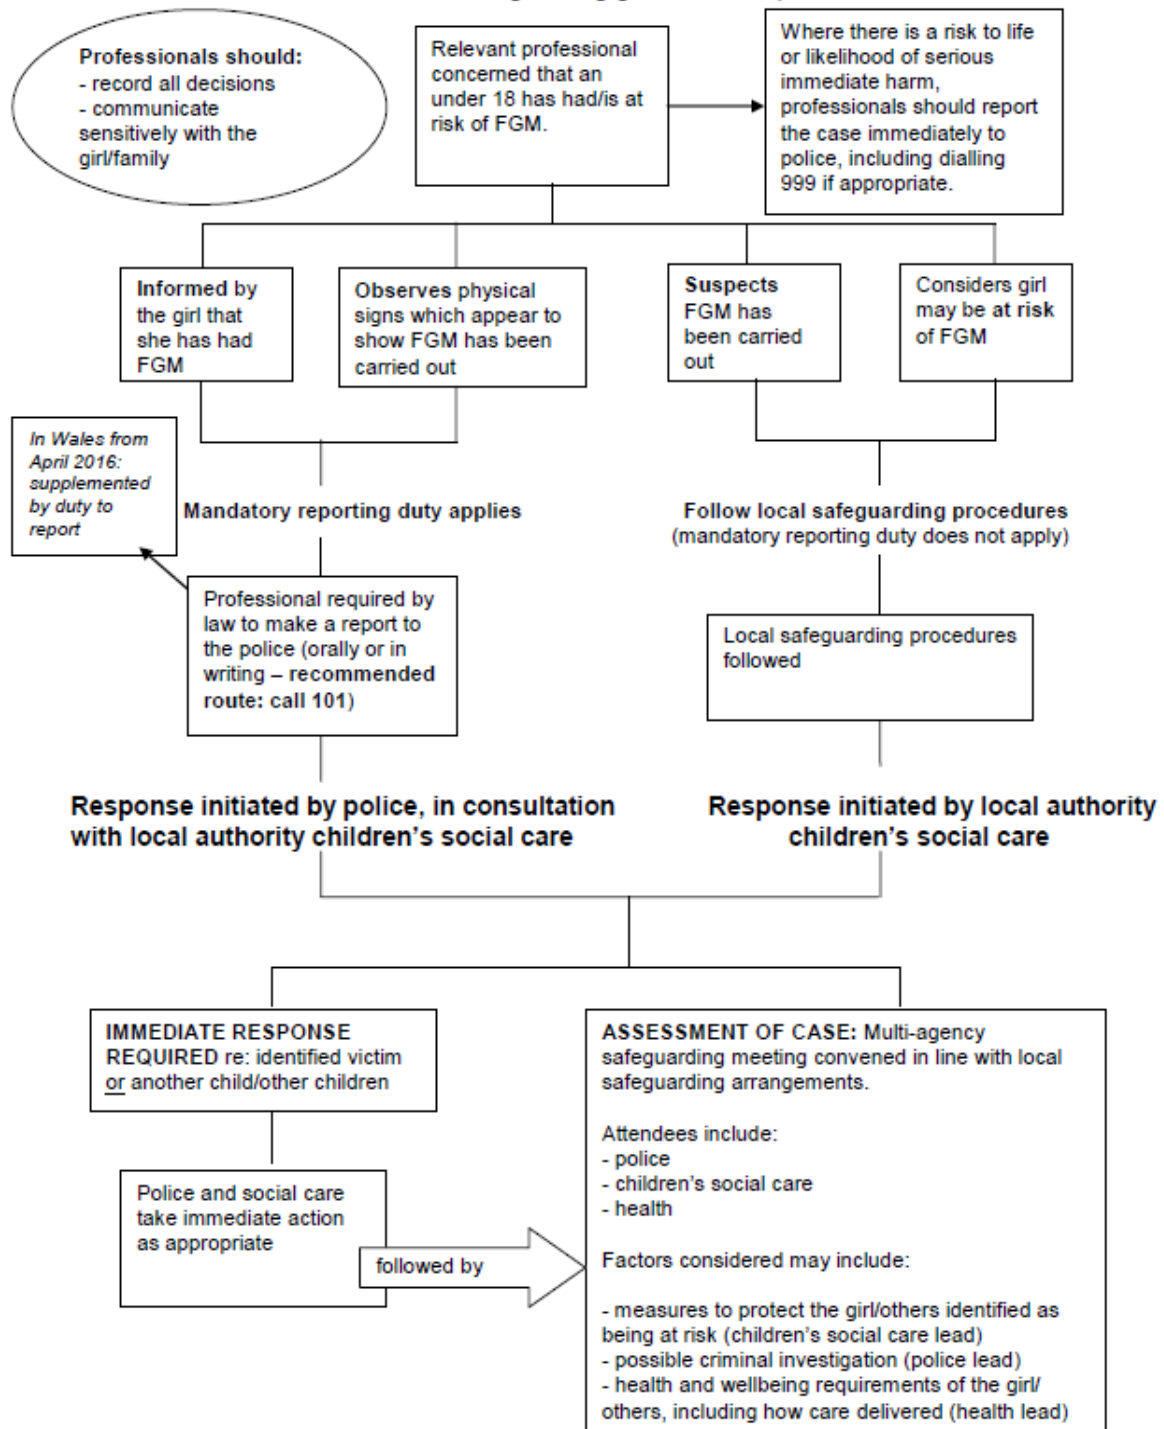 Professionals should:
- record all decisions
- communicate
sensitively with the
girl/family
Relevant professional
concerned that an
under 18 has had/is at
risk of FGM.
Where there is a risk to life
or likelihood of serious
immediate harm,
professionals should report
the case immediately to
police, including dialling
999 if appropriate.
Informed by
the girl that
she has had
FGM
Observes physical
signs which appear to
show FGM has been
carried out
Suspects
FGM has
been carried
out
Considers girl
may be at risk
of FGM
In Wales from
April 2016:
supplemented
by duty to
report
Mandatory reporting duty applies
Follow local safeguarding procedures
(mandatory reporting duty does not apply)
Professional required by
law to make a report to
the police (orally or in
writing – recommended
route: call 101)
Local safeguarding procedures
followed
Response initiated by police, in consultation
with local authority children's social care
Response initiated by local authority
children's social care
IMMEDIATE RESPONSE
REQUIRED re: identified victim
or another child/other children
Police and social care
take immediate action
as appropriate
followed by
ASSESSMENT OF CASE: Multi-agency
safeguarding meeting convened in line with local
safeguarding arrangements.
Attendees include:
- police
- children's social care
- health
Factors considered may include:
- measures to protect the girl/others identified as
being at risk (children's social care lead)
- possible criminal investigation (police lead)
- health and wellbeing requirements of the girl/
others, including how care delivered (health lead)